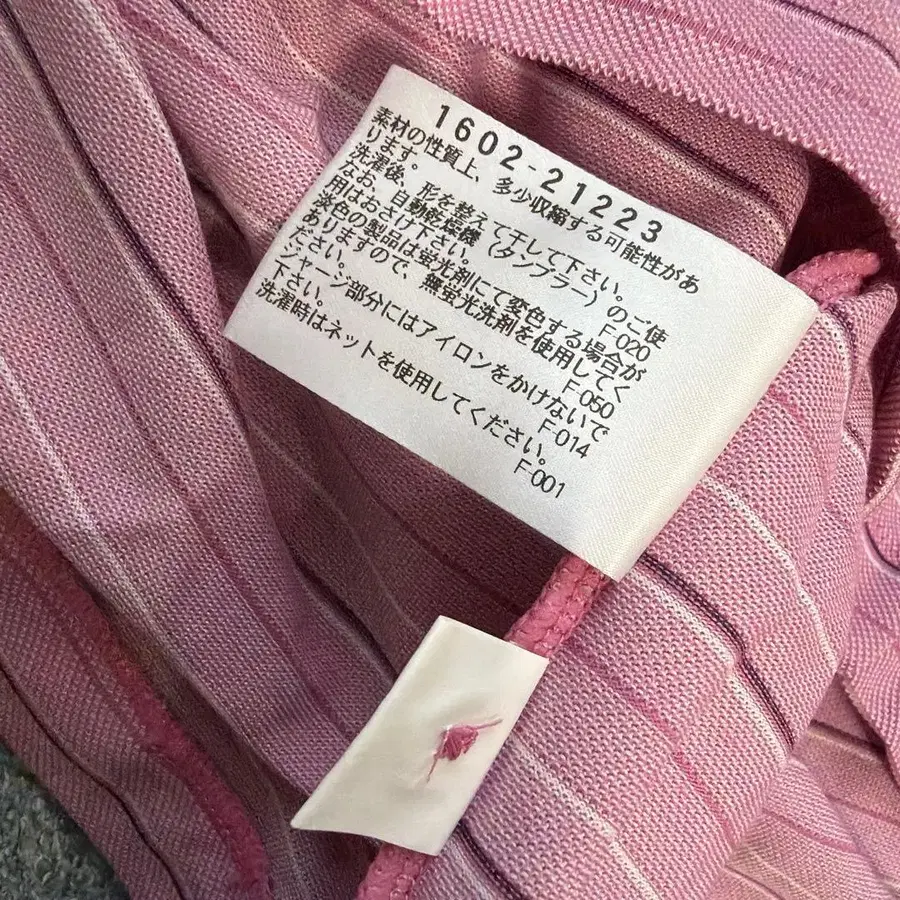 1602-21223
素材の性質上、多少収縮する可能性があ
ります。
洗濯後、形を整えて干して下さい。
なお、自動乾燥機(タンブラー)のご使
用はおさけ下さい。 F-020
淡色の製品は蛍光剤にて変色する場合が
ありますので、無蛍光洗剤を使用してく
ださい。 F-050
ジャージ部分にはアイロンをかけないで
下さい。 F-014
洗濯時はネットを使用してください。
F-001